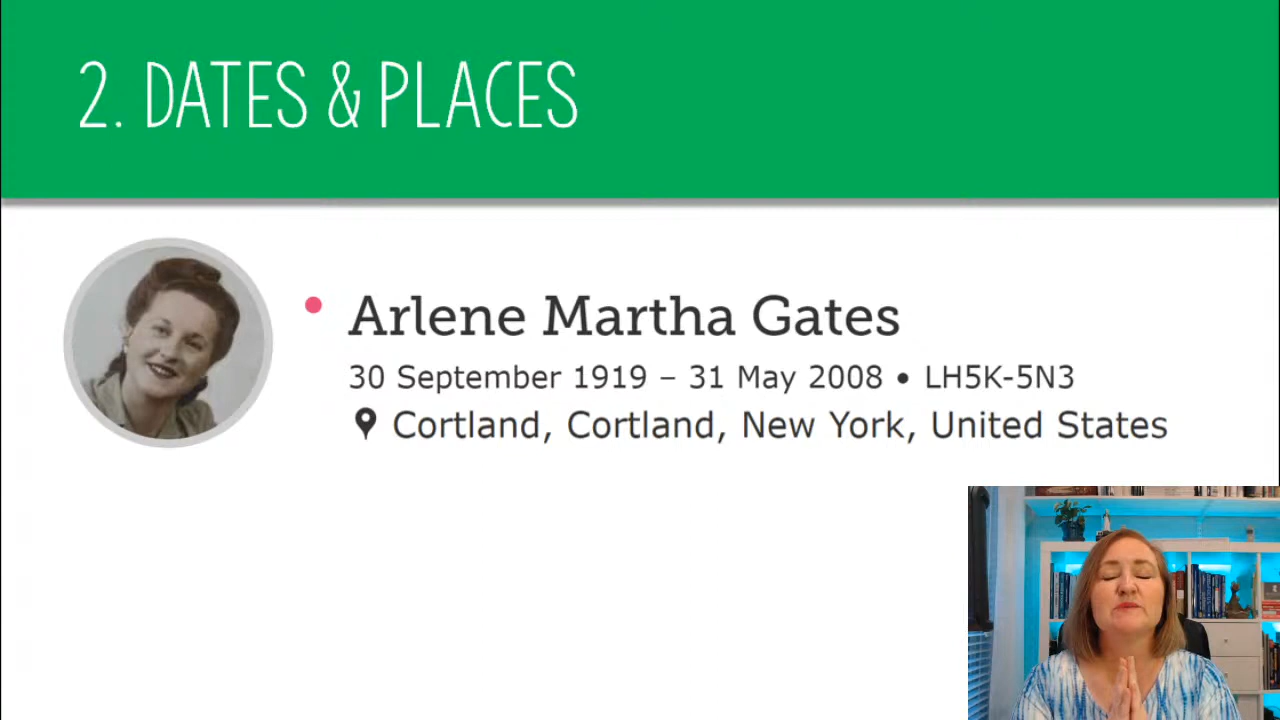 2. DATES & PLACES
Arlene Martha Gates
30 September 1919 – 31 May 2008 • LH5K-5N3
Cortland, Cortland, New York, United States